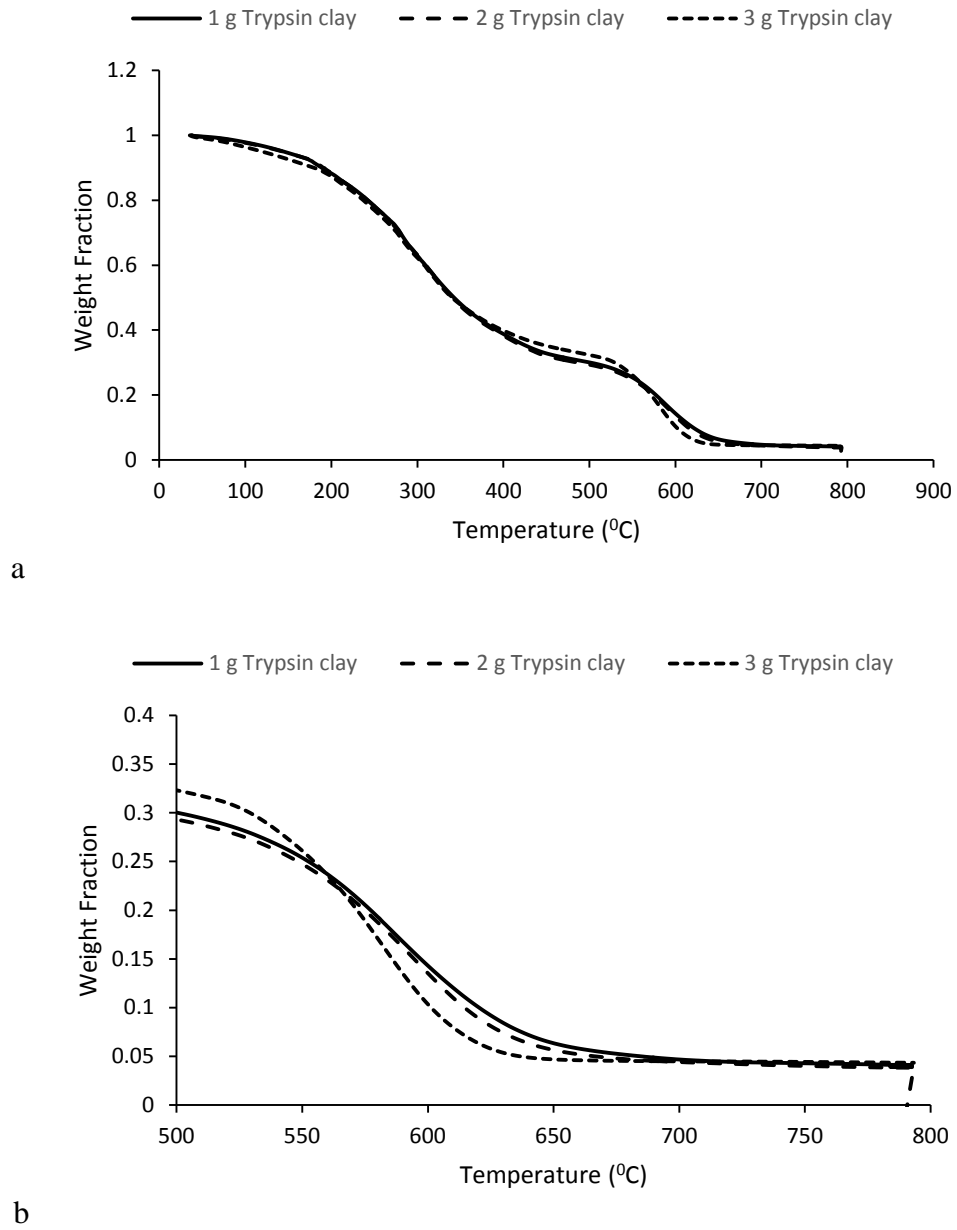 1 g Trypsin clay 2 g Trypsin clay 3 g Trypsin clay
1.2
1
0.8
0.6
0.4
0.2
0
Weight Fraction
0 100 200 300 400 500 600 700 800 900
Temperature (⁰C)
a
1 g Trypsin clay 2 g Trypsin clay 3 g Trypsin clay
0.4
0.35
0.3
0.25
0.2
0.15
0.1
0.05
0
Weight Fraction
500 550 600 650 700 750 800
Temperature (⁰C)
b